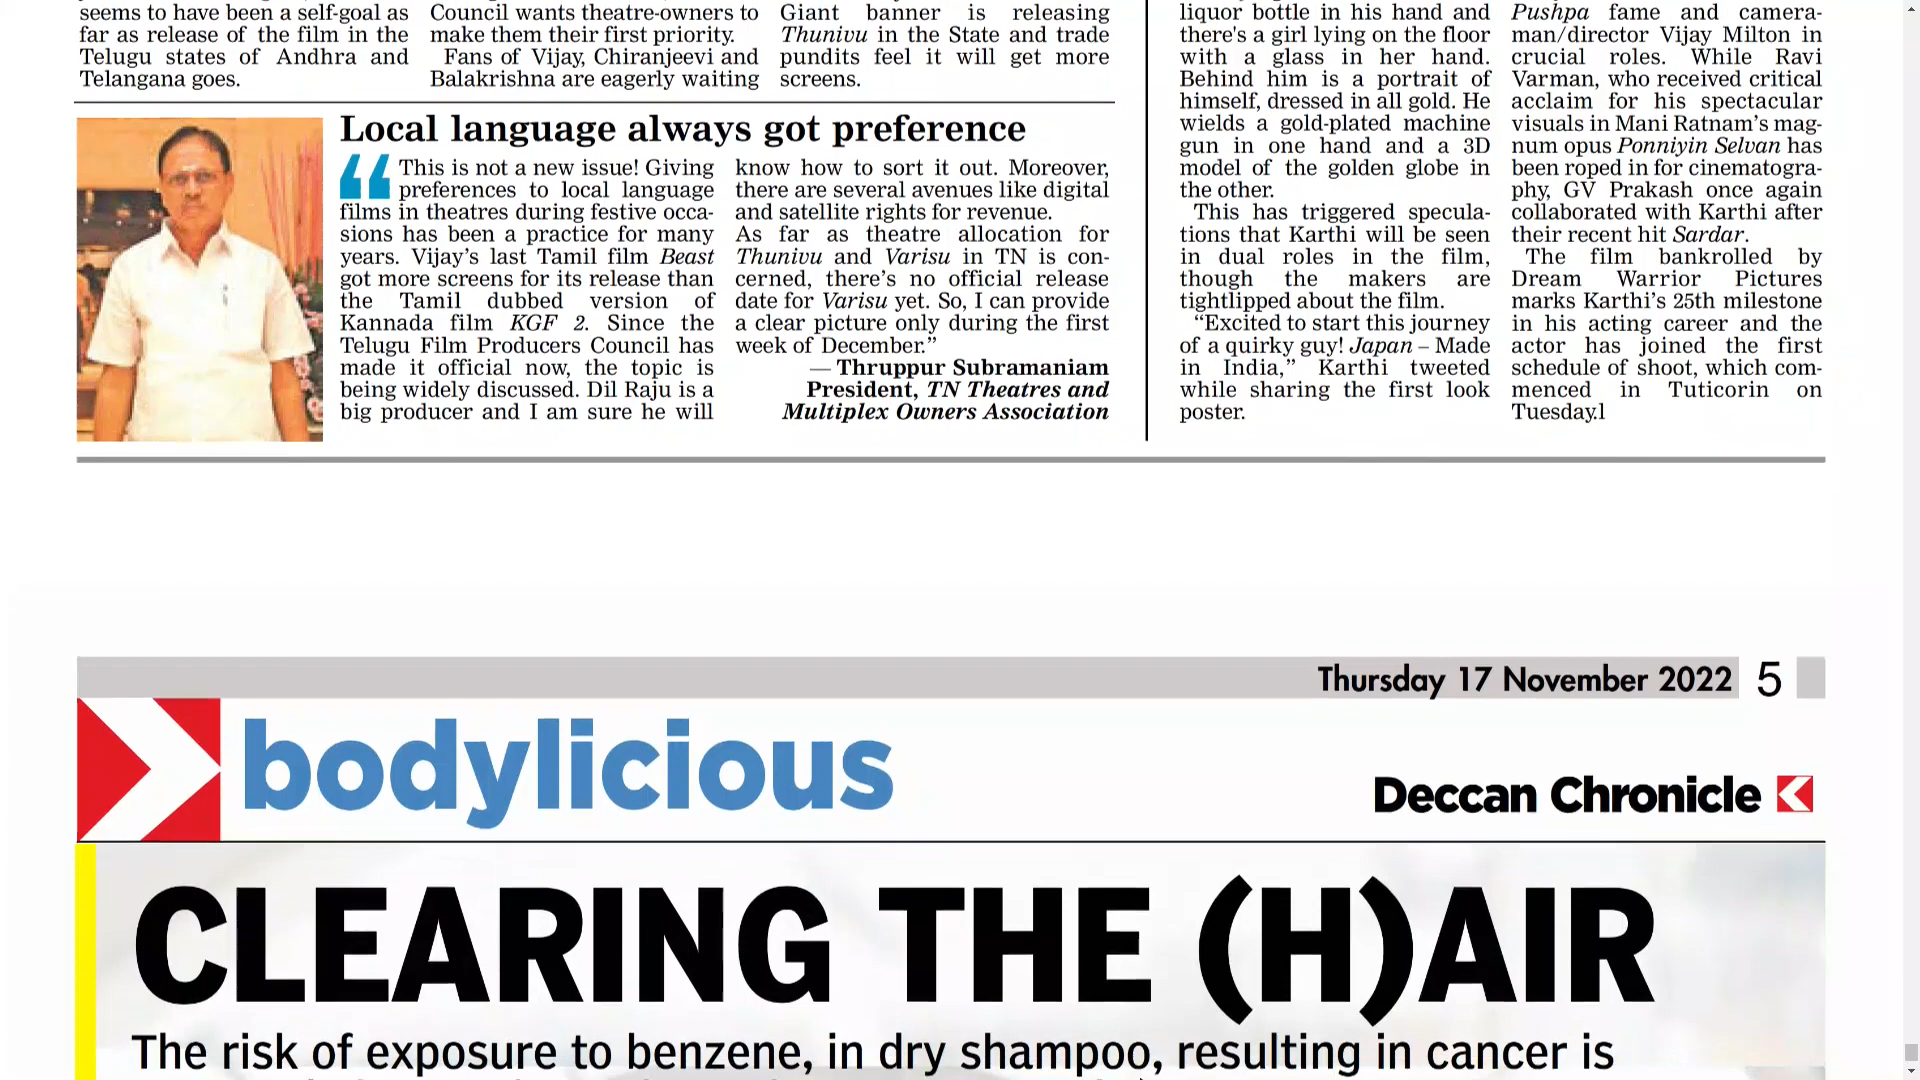 seems to have been a self-goal as
far as release of the film in the
Telugu states of Andhra and
Telangana goes.
Council wants theatre-owners to
make them their first priority.
Fans of Vijay, Chiranjeevi and
Balakrishna are eagerly waiting
Giant banner is releasing
Thunivu in the State and trade
pundits feel it will get more
screens.
Local language always got preference
“This is not a new issue! Giving
preferences to local language
films in theatres during festive occa-
sions has been a practice for many
years. Vijay’s last Tamil film Beast
got more screens for its release than
the Tamil dubbed version of
Kannada film KGF 2. Since the
Telugu Film Producers Council has
made it official now, the topic is
being widely discussed. Dil Raju is a
big producer and I am sure he will
know how to sort it out. Moreover,
there are several avenues like digital
and satellite rights for revenue.
As far as theatre allocation for
Thunivu and Varisu in TN is con-
cerned, there’s no official release
date for Varisu yet. So, I can provide
a clear picture only during the first
week of December.”
— Thruppur Subramaniam
President, TN Theatres and
Multiplex Owners Association
liquor bottle in his hand and
there's a girl lying on the floor
with a glass in her hand.
Behind him is a portrait of
himself, dressed in all gold. He
wields a gold-plated machine
gun in one hand and a 3D
model of the golden globe in
the other.
This has triggered specula-
tions that Karthi will be seen
in dual roles in the film,
though the makers are
tightlipped about the film.
“Excited to start this journey
of a quirky guy! Japan – Made
in India,” Karthi tweeted
while sharing the first look
poster.
Pushpa fame and camera-
man/director Vijay Milton in
crucial roles. While Ravi
Varman, who received critical
acclaim for his spectacular
visuals in Mani Ratnam’s mag-
num opus Ponniyin Selvan has
been roped in for cinematogra-
phy, GV Prakash once again
collaborated with Karthi after
their recent hit Sardar.
The film bankrolled by
Dream Warrior Pictures
marks Karthi’s 25th milestone
in his acting career and the
actor has joined the first
schedule of shoot, which com-
menced in Tuticorin on
Tuesday.l
Thursday 17 November 2022 5
bodylicious
Deccan Chronicle
CLEARING THE (H)AIR
The risk of exposure to benzene, in dry shampoo, resulting in cancer is